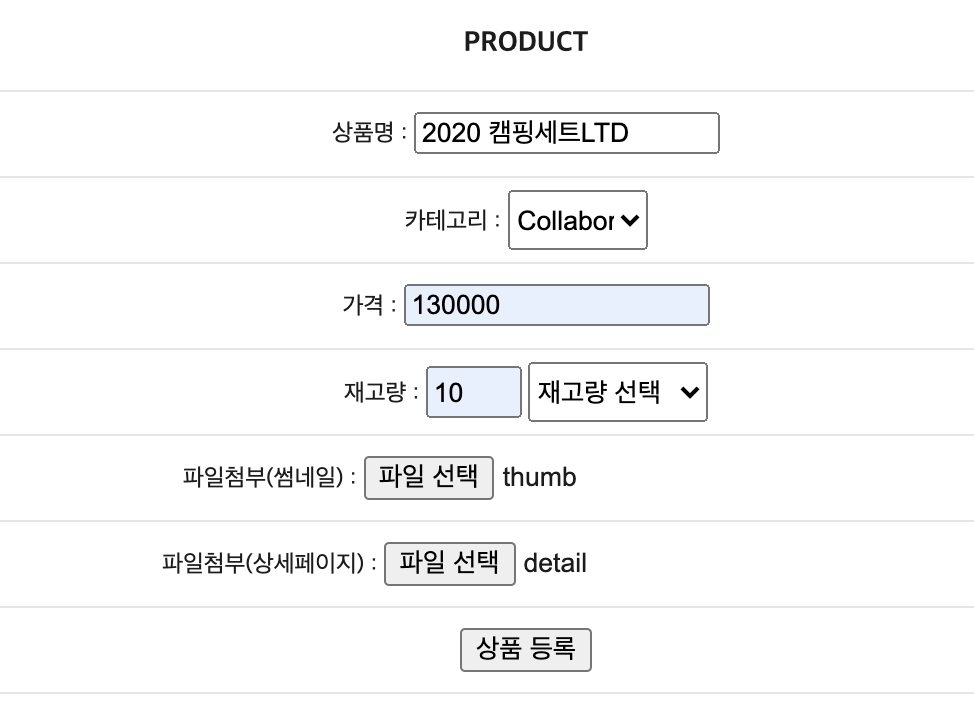 PRODUCT
상품명 : 2020 캠핑세트LTD
카테고리 : Collabor
가격 : 130000
재고량 : 10 재고량 선택
파일첨부(썸네일) : 파일 선택 thumb
파일첨부(상세페이지) : 파일 선택 detail
상품 등록